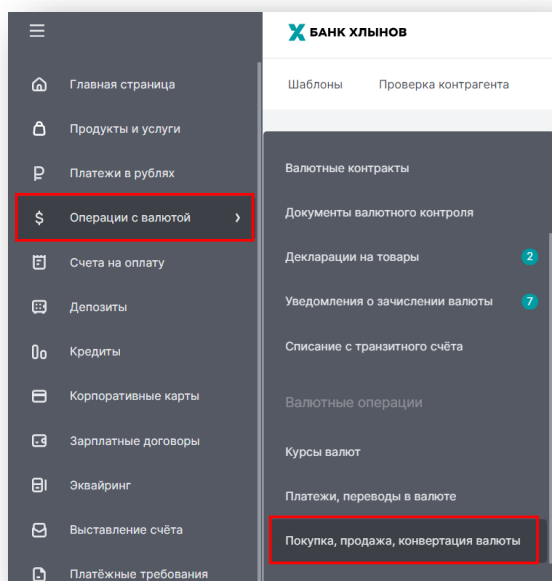 БАНК ХЛЫНОВ
Главная страница
Продукты и услуги
Платежи в рублях
Операции с валютой
Счета на оплату
Депозиты
Кредиты
Корпоративные карты
Зарплатные договоры
Эквайринг
Выставление счёта
Платёжные требования
Шаблоны Проверка контрагента
Валютные контракты
Документы валютного контроля
Декларации на товары 2
Уведомления о зачислении валюты 7
Списание с транзитного счёта
Валютные операции
Курсы валют
Платежи, переводы в валюте
Покупка, продажа, конвертация валюты